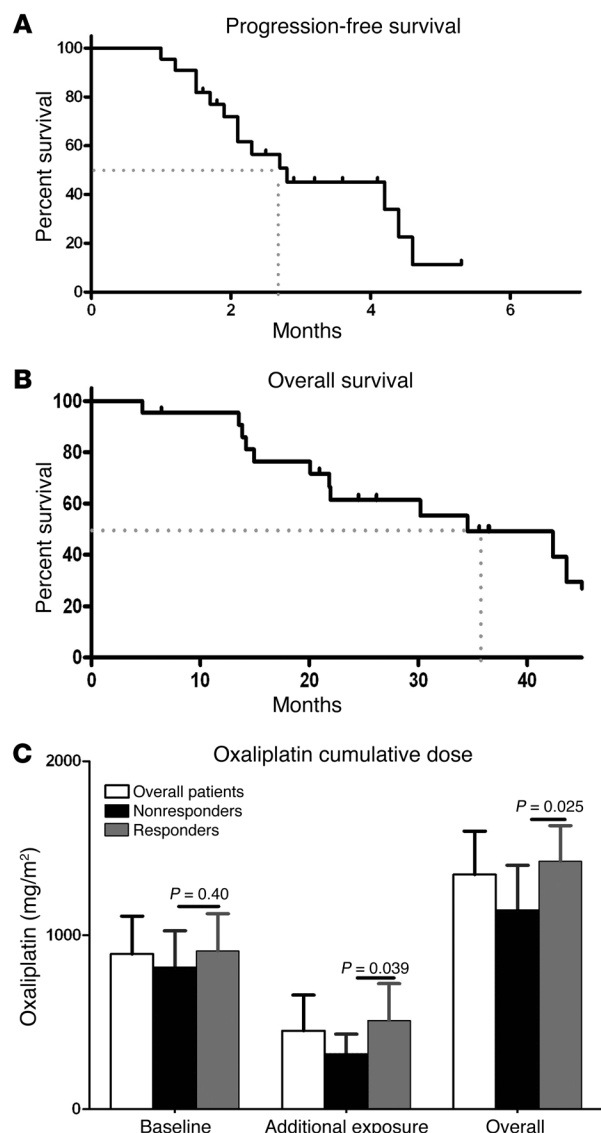 A
Progression-free survival
100
80
60
40
20
0
Percent survival
0 2 4 6
Months
B
Overall survival
100
80
60
40
20
0
Percent survival
0 10 20 30 40
Months
C
Oxaliplatin cumulative dose
2000
1000
0
Oxaliplatin (mg/m²)
Overall patients
Nonresponders
Responders
P = 0.40
P = 0.039
P = 0.025
Baseline Additional exposure Overall